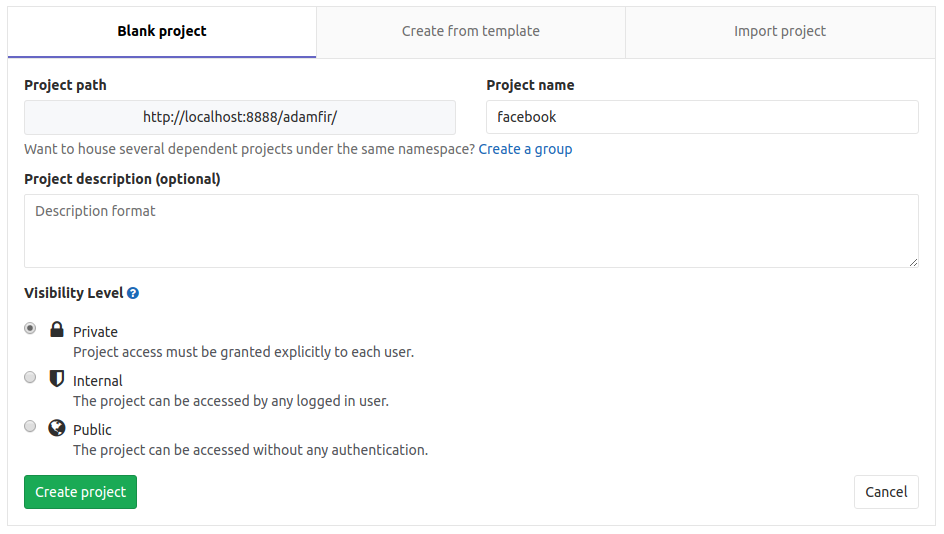 Blank project
Create from template
Import project
Project path
Project name
http://localhost:8888/adamfir/
facebook
Want to house several dependent projects under the same namespace? Create a group
Project description (optional)
Description format
Visibility Level
Private
Project access must be granted explicitly to each user.
Internal
The project can be accessed by any logged in user.
Public
The project can be accessed without any authentication.
Create project
Cancel